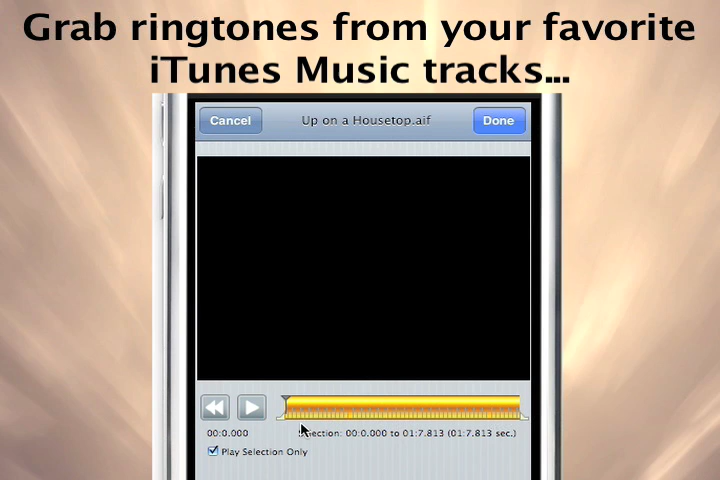 Grab ringtones from your favorite
iTunes Music tracks...
Cancel Up on a Housetop.aif Done
00:0.000 Selection: 00:0.000 to 01:7.813 (01:7.813 sec.)
Play Selection Only